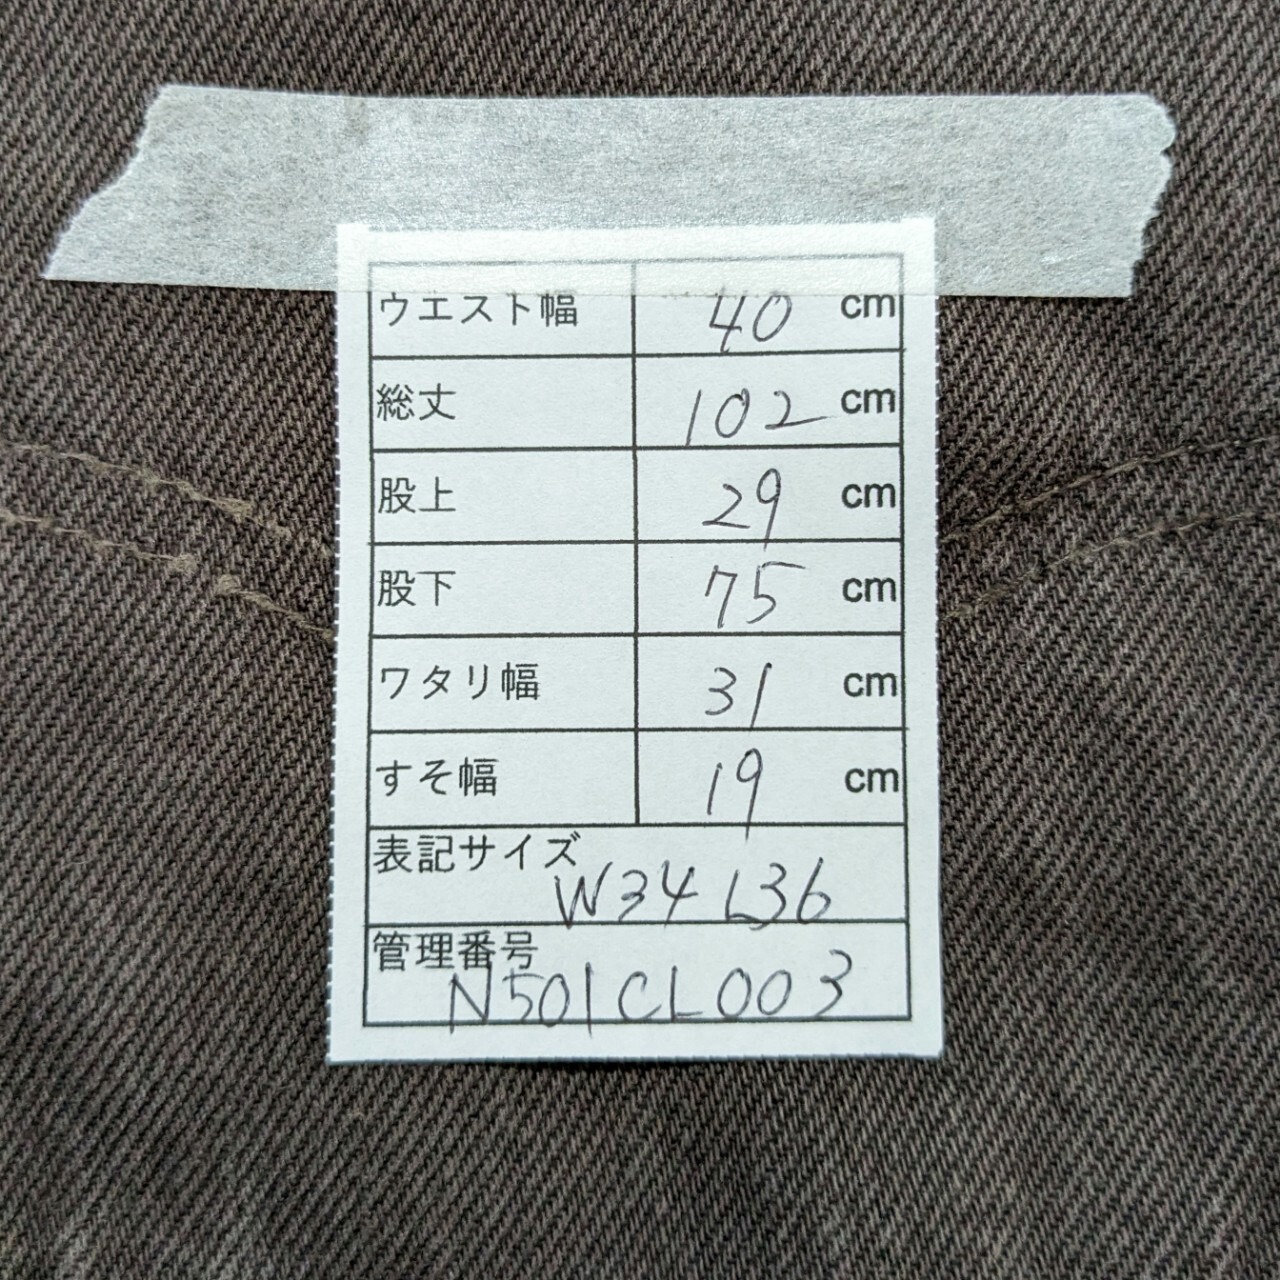 ウエスト幅 40 cm
総丈 102 cm
股上 29 cm
股下 75 cm
ワタリ幅 31 cm
すそ幅 19 cm
表記サイズ
W34 L36
管理番号
N501CL003